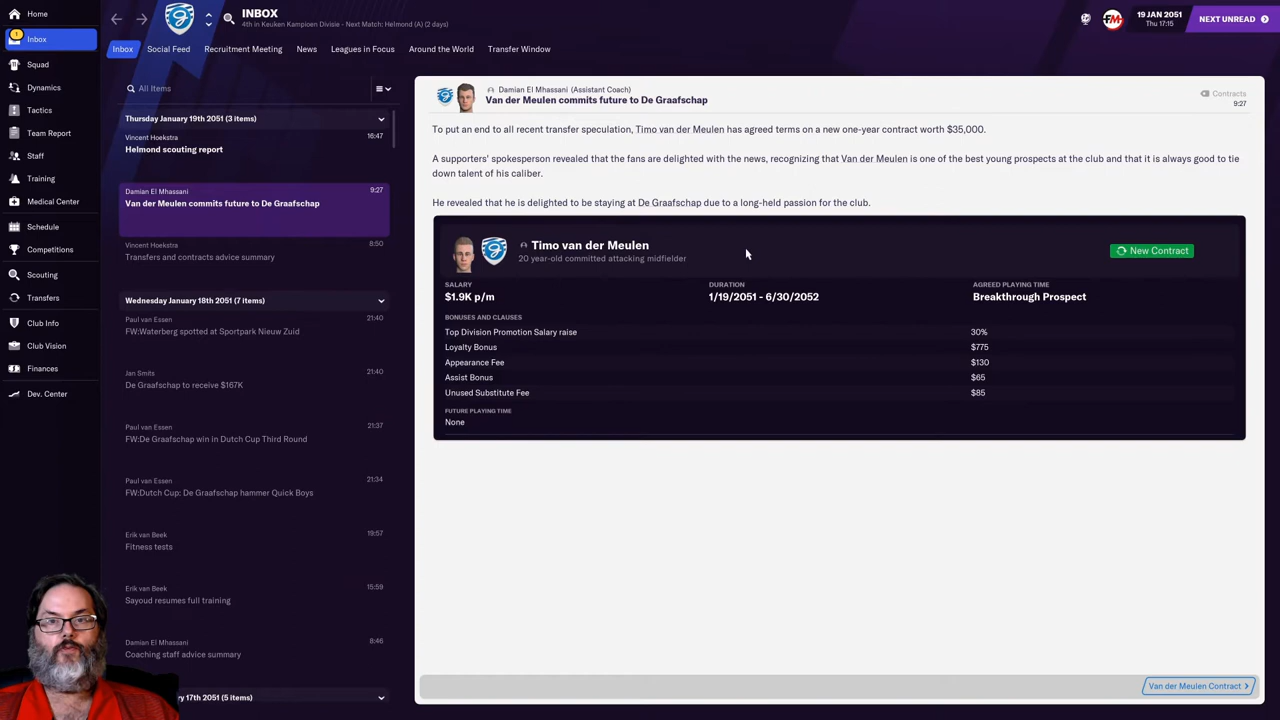 INBOX
4th in Keuken Kampioen Divisie - Next Match: Helmond (A) (2 days)
19 JAN 2051
Thu 17:15
NEXT UNREAD
Home
Inbox
Squad
Dynamics
Tactics
Team Report
Staff
Training
Medical Center
Schedule
Competitions
Scouting
Transfers
Club Info
Club Vision
Finances
Dev. Center
Inbox
Social Feed
Recruitment Meeting
News
Leagues in Focus
Around the World
Transfer Window
All Items
Thursday January 19th 2051 (3 items)
Vincent Hoekstra 16:47
Helmond scouting report
Damian El Mhassani 9:27
Van der Meulen commits future to De Graafschap
Vincent Hoekstra 8:50
Transfers and contracts advice summary
Wednesday January 18th 2051 (7 items)
Paul van Essen 21:40
FW:Waterberg spotted at Sportpark Nieuw Zuid
Jan Smits 21:40
De Graafschap to receive $167K
Paul van Essen 21:37
FW:De Graafschap win in Dutch Cup Third Round
Paul van Essen 21:34
FW:Dutch Cup: De Graafschap hammer Quick Boys
Erik van Beek 19:57
Fitness tests
Erik van Beek 15:59
Sayoud resumes full training
Damian El Mhassani 8:46
Coaching staff advice summary
ry 17th 2051 (5 items)
Damian El Mhassani (Assistant Coach)
Van der Meulen commits future to De Graafschap
Contracts
9:27
To put an end to all recent transfer speculation, Timo van der Meulen has agreed terms on a new one-year contract worth $35,000.
A supporters' spokesperson revealed that the fans are delighted with the news, recognizing that Van der Meulen is one of the best young prospects at the club and that it is always good to tie
down talent of his caliber.
He revealed that he is delighted to be staying at De Graafschap due to a long-held passion for the club.
Timo van der Meulen
20 year-old committed attacking midfielder
New Contract
SALARY
$1.9K p/m
DURATION
1/19/2051 - 6/30/2052
AGREED PLAYING TIME
Breakthrough Prospect
BONUSES AND CLAUSES
Top Division Promotion Salary raise 30%
Loyalty Bonus $775
Appearance Fee $130
Assist Bonus $65
Unused Substitute Fee $85
FUTURE PLAYING TIME
None
Van der Meulen Contract